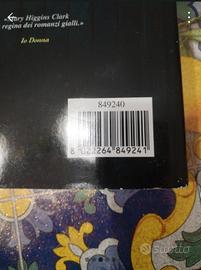 «Mary Higgins Clark
regina dei romanzi gialli.»
Io Donna
849240
8 022264 849241
subito